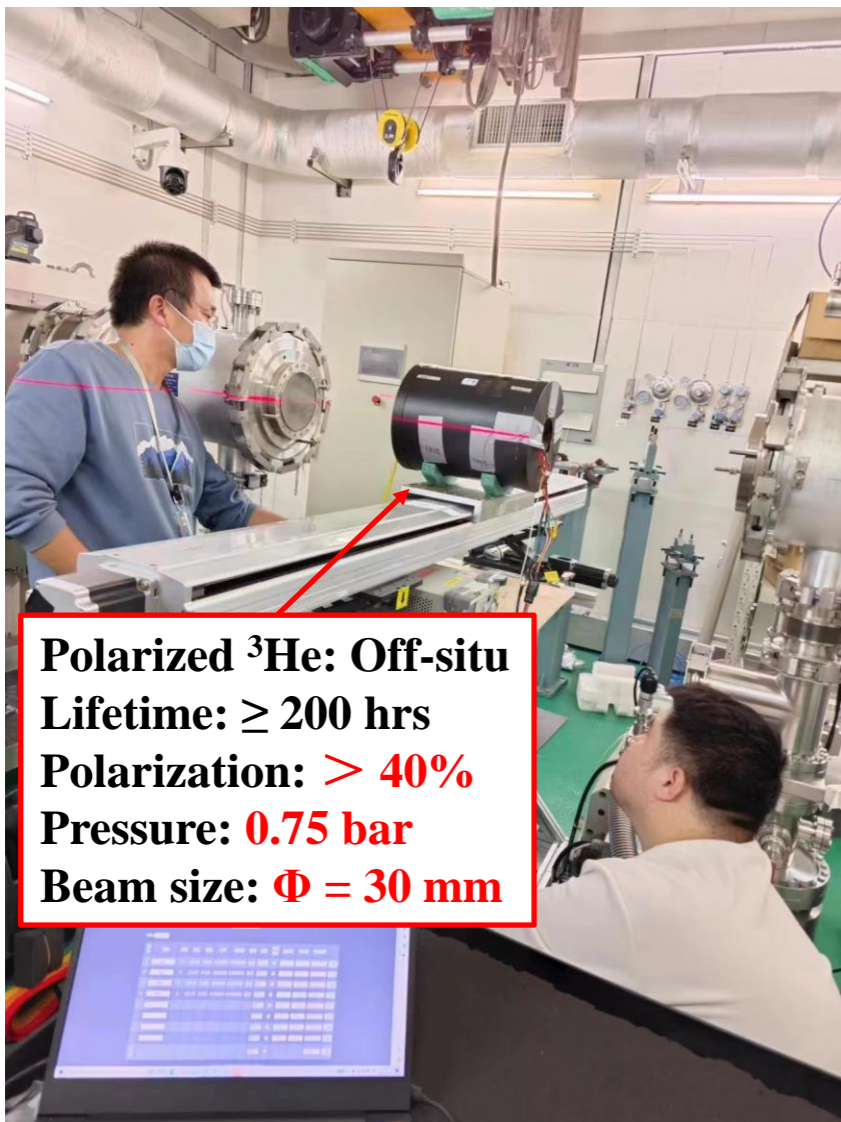 Polarized ³He: Off-situ
Lifetime: ≥ 200 hrs
Polarization: > 40%
Pressure: 0.75 bar
Beam size: Φ = 30 mm